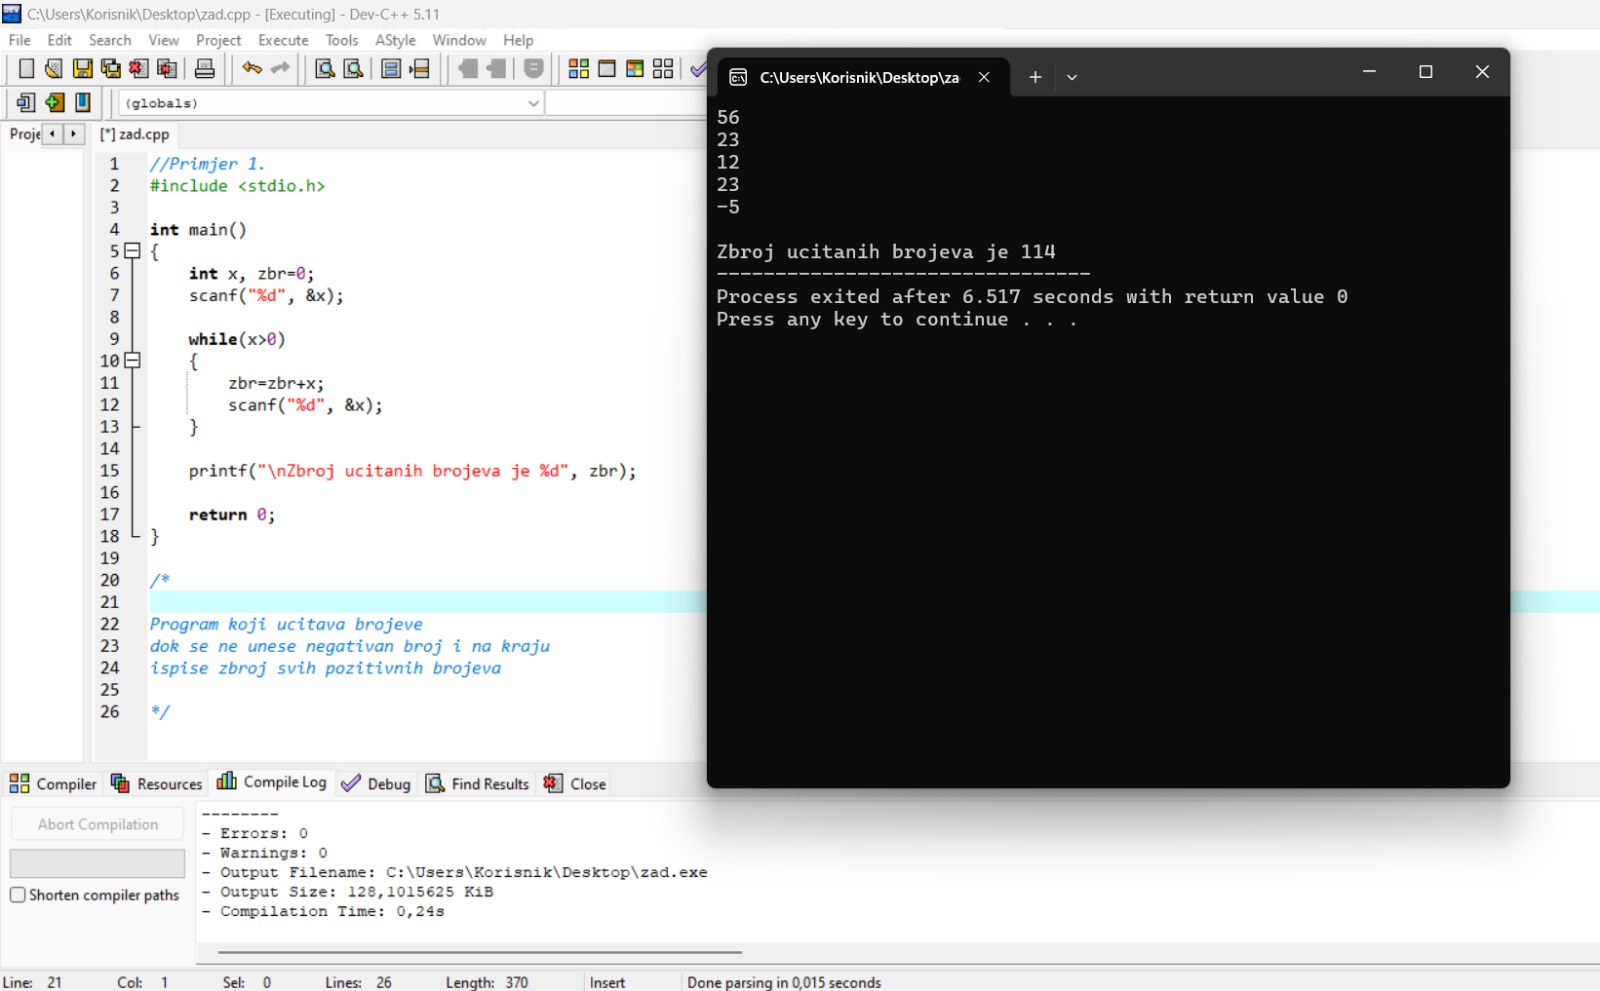 C:\Users\Korisnik\Desktop\zad.cpp - [Executing] - Dev-C++ 5.11
File Edit Search View Project Execute Tools AStyle Window Help
(globals)
Proje [*] zad.cpp
1 //Primjer 1.
2 #include <stdio.h>
3
4 int main()
5 {
6 int x, zbr=0;
7 scanf("%d", &x);
8
9 while(x>0)
10 {
11 zbr=zbr+x;
12 scanf("%d", &x);
13 }
14
15 printf("\nZbroj ucitanih brojeva je %d", zbr);
16
17 return 0;
18 }
19
20 /*
21
22 Program koji ucitava brojeve
23 dok se ne unese negativan broj i na kraju
24 ispise zbroj svih pozitivnih brojeva
25
26 */
C:\Users\Korisnik\Desktop\za
56
23
12
23
-5
Zbroj ucitanih brojeva je 114
--------------------------------
Process exited after 6.517 seconds with return value 0
Press any key to continue . . .
Compiler Resources Compile Log Debug Find Results Close
Abort Compilation
Shorten compiler paths
--------
- Errors: 0
- Warnings: 0
- Output Filename: C:\Users\Korisnik\Desktop\zad.exe
- Output Size: 128,1015625 KiB
- Compilation Time: 0,24s
Line: 21 Col: 1 Sel: 0 Lines: 26 Length: 370 Insert Done parsing in 0,015 seconds